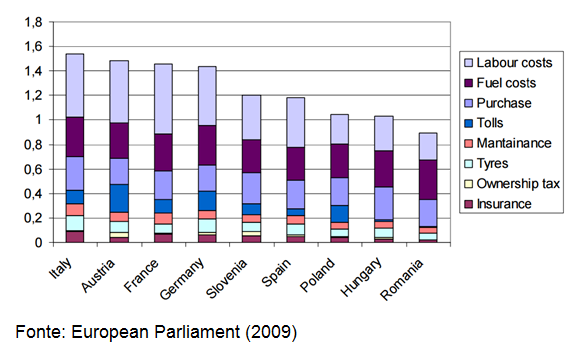 1,8
1,6
1,4
1,2
1
0,8
0,6
0,4
0,2
0
Italy
Austria
France
Germany
Slovenia
Spain
Poland
Hungary
Romania
Labour costs
Fuel costs
Purchase
Tolls
Mantainance
Tyres
Ownership tax
Insurance
Fonte: European Parliament (2009)